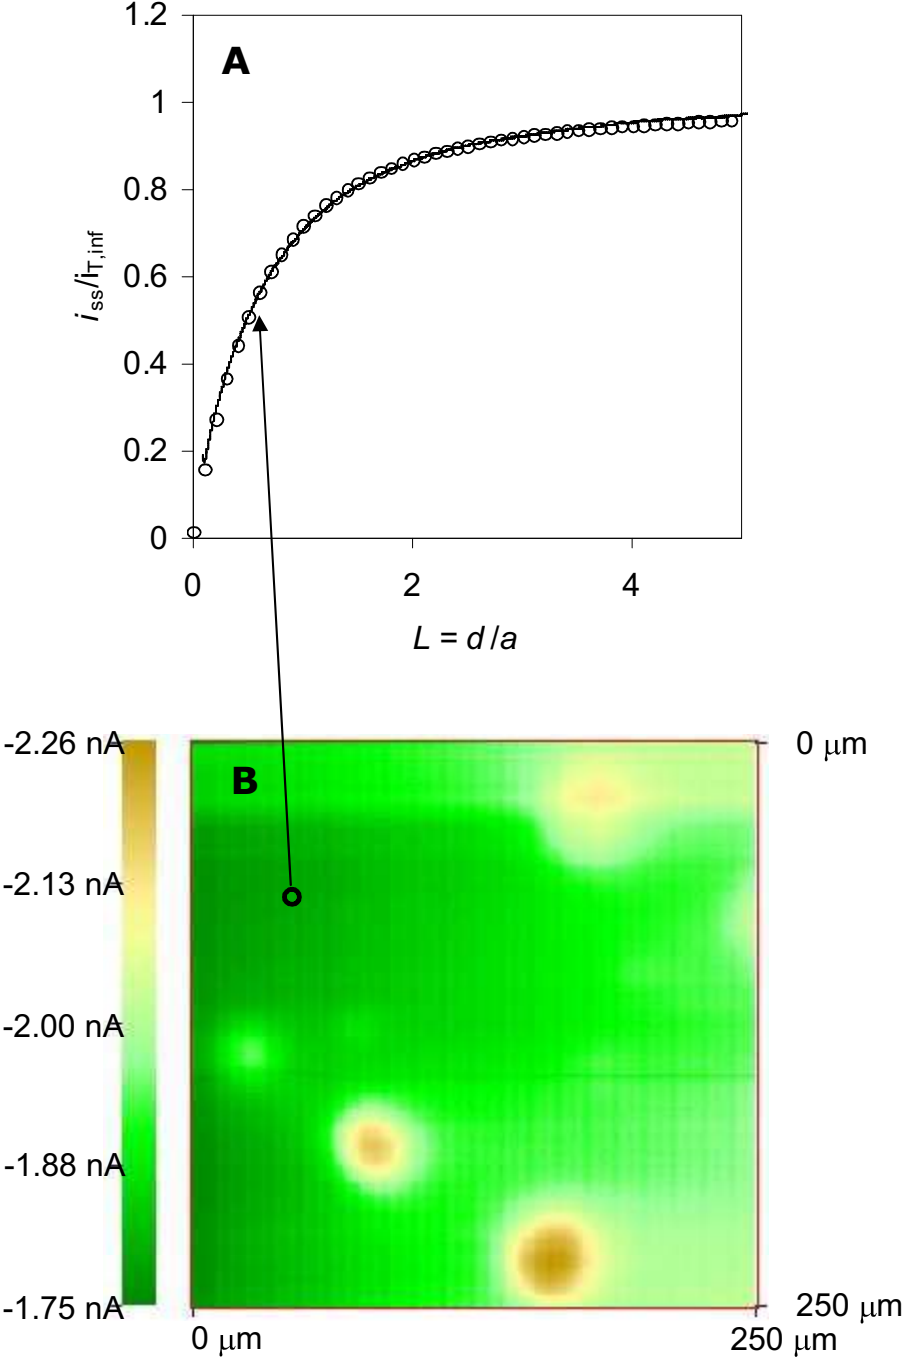 1.2
A
1
0.8
0.6
0.4
0.2
0
iss/iT,inf
0 2 4
L = d/a
-2.26 nA 0 μm
B
-2.13 nA
-2.00 nA
-1.88 nA
-1.75 nA 250 μm
0 μm 250 μm